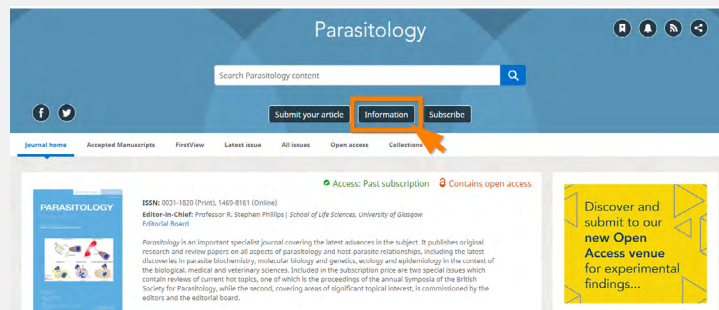 Parasitology
Search Parasitology content
Submit your article Information Subscribe
Journal home Accepted Manuscripts FirstView Latest issue All issues Open access Collections
Access: Past subscription Contains open access
PARASITOLOGY
ISSN: 0031-1820 (Print), 1469-8161 (Online)
Editor-in-Chief: Professor R. Stephen Phillips | School of Life Sciences, University of Glasgow
Editorial Board
Parasitology is an important specialist journal covering the latest advances in the subject. It publishes original
research and review papers on all aspects of parasitology and host parasite relationships, including the latest
discoveries in parasite biochemistry, molecular biology and genetics, ecology and epidemiology in the context of
the biological, medical and veterinary sciences. Included in the subscription price are two special issues which
contain reviews of current hot topics, one of which is the proceedings of the annual Symposia of the British
Society for Parasitology, while the second, covering areas of significant topical interest, is commissioned by the
editors and the editorial board.
Discover and
submit to our
new Open
Access venue
for experimental
findings...